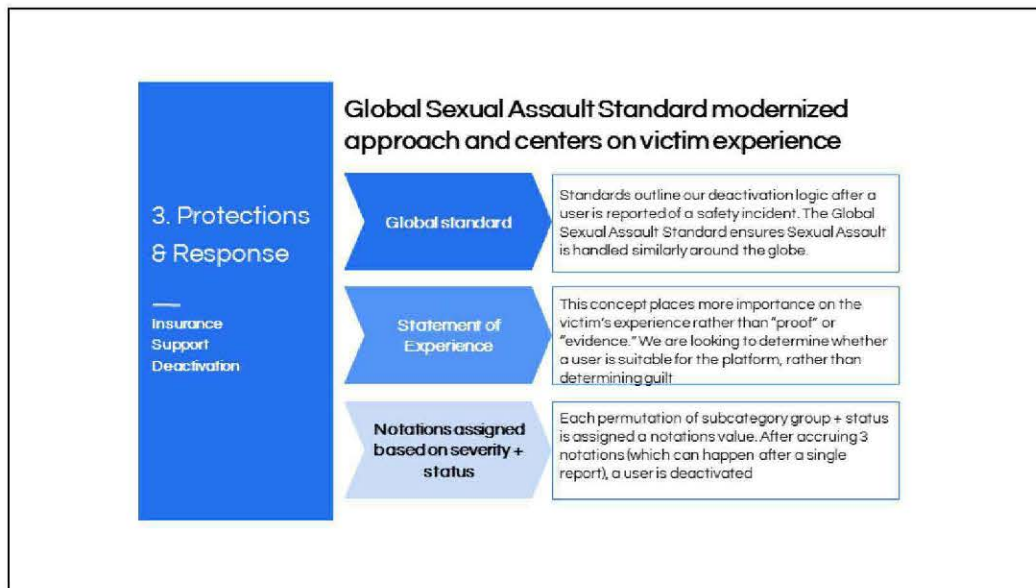 3. Protections
& Response
Insurance
Support
Deactivation
Global Sexual Assault Standard modernized
approach and centers on victim experience
Global standard
Standards outline our deactivation logic after a
user is reported of a safety incident. The Global
Sexual Assault Standard ensures Sexual Assault
is handled similarly around the globe.
Statement of
Experience
This concept places more importance on the
victim's experience rather than "proof" or
"evidence." We are looking to determine whether
a user is suitable for the platform, rather than
determining guilt
Notations assigned
based on severity +
status
Each permutation of subcategory group + status
is assigned a notations value. After accruing 3
notations (which can happen after a single
report), a user is deactivated